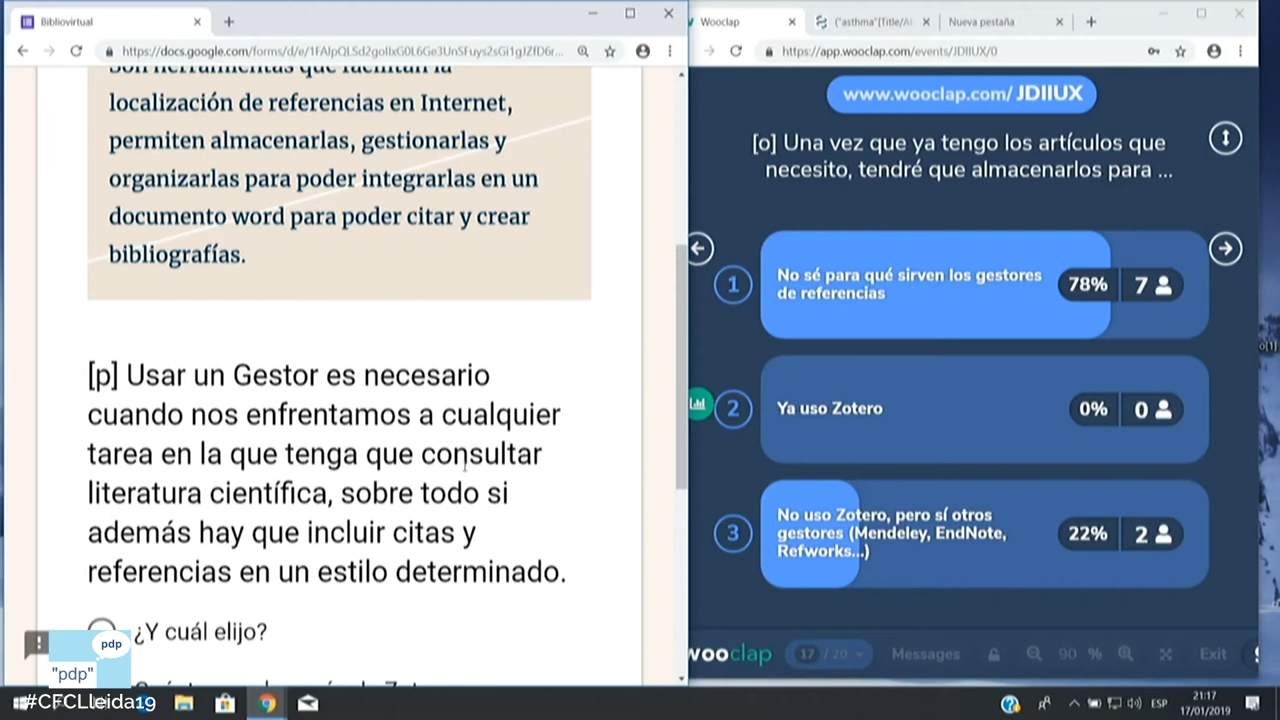 Bibliovirtual
https://docs.google.com/forms/d/e/1FAIpQLSd2goIlxG0L6Ge3UnSFuys2sGi1gJZfD6r...
Son herramientas que facilitan la
localización de referencias en Internet,
permiten almacenarlas, gestionarlas y
organizarlas para poder integrarlas en un
documento word para poder citar y crear
bibliografías.
[p] Usar un Gestor es necesario
cuando nos enfrentamos a cualquier
tarea en la que tenga que consultar
literatura científica, sobre todo si
además hay que incluir citas y
referencias en un estilo determinado.
¿Y cuál elijo?
pdp
"pdp"
#CFCLleida19
Wooclap
("asthma"[Title/A
Nueva pestaña
https://app.wooclap.com/events/JDIIUX/0
www.wooclap.com/ JDIIUX
[o] Una vez que ya tengo los artículos que
necesito, tendré que almacenarlos para ...
1
No sé para qué sirven los gestores
de referencias
78% 7
2
Ya uso Zotero
0% 0
3
No uso Zotero, pero sí otros
gestores (Mendeley, EndNote,
Refworks...)
22% 2
wooclap
17 / 20
Messages
90 %
Exit
ESP
21:17
17/01/2019